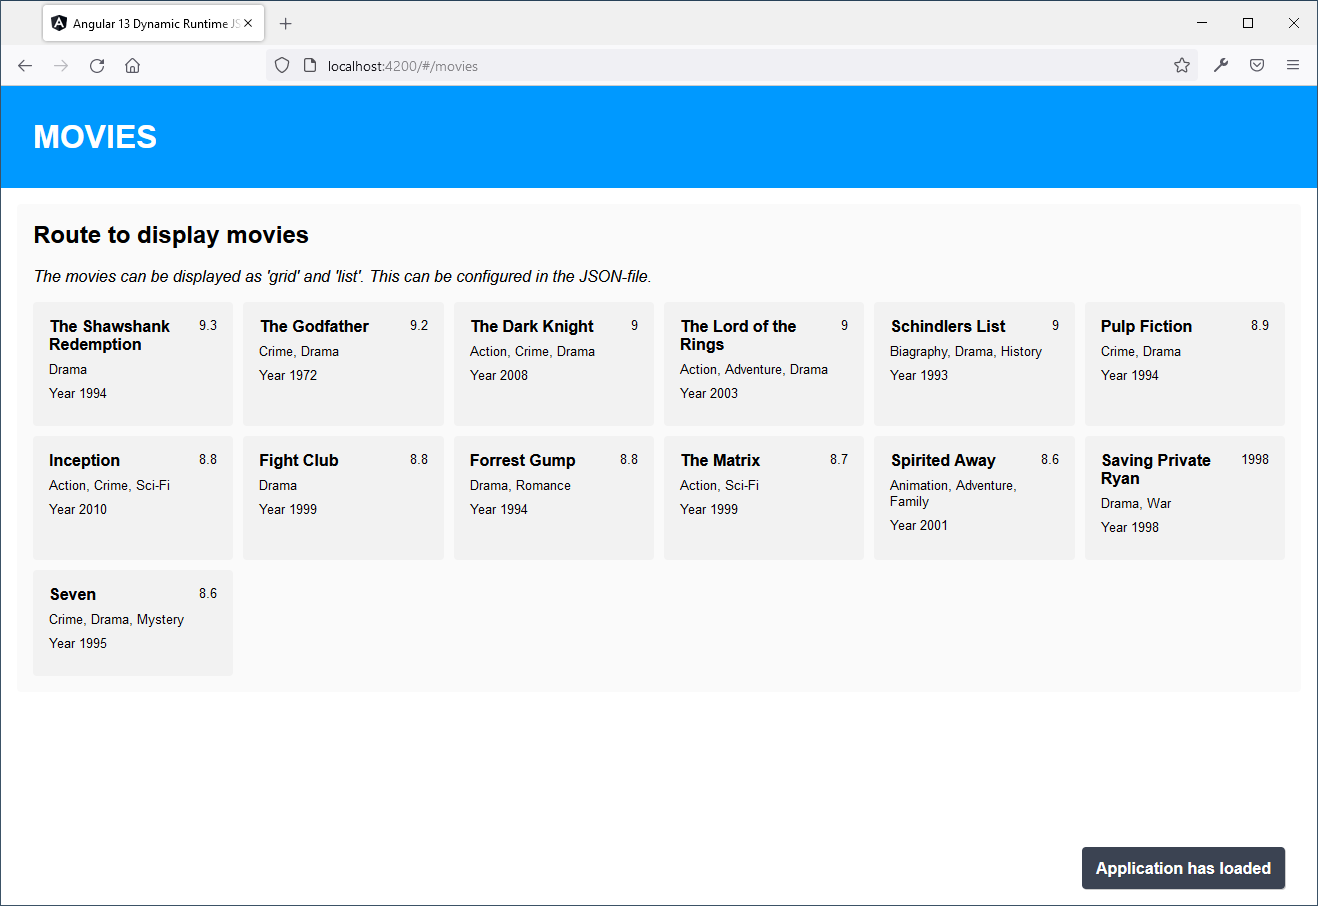 Angular 13 Dynamic Runtime JS
localhost:4200/#/movies
MOVIES
Route to display movies
The movies can be displayed as 'grid' and 'list'. This can be configured in the JSON-file.
The Shawshank 9.3
Redemption
Drama
Year 1994
The Godfather 9.2
Crime, Drama
Year 1972
The Dark Knight 9
Action, Crime, Drama
Year 2008
The Lord of the 9
Rings
Action, Adventure, Drama
Year 2003
Schindlers List 9
Biagraphy, Drama, History
Year 1993
Pulp Fiction 8.9
Crime, Drama
Year 1994
Inception 8.8
Action, Crime, Sci-Fi
Year 2010
Fight Club 8.8
Drama
Year 1999
Forrest Gump 8.8
Drama, Romance
Year 1994
The Matrix 8.7
Action, Sci-Fi
Year 1999
Spirited Away 8.6
Animation, Adventure,
Family
Year 2001
Saving Private 1998
Ryan
Drama, War
Year 1998
Seven 8.6
Crime, Drama, Mystery
Year 1995
Application has loaded